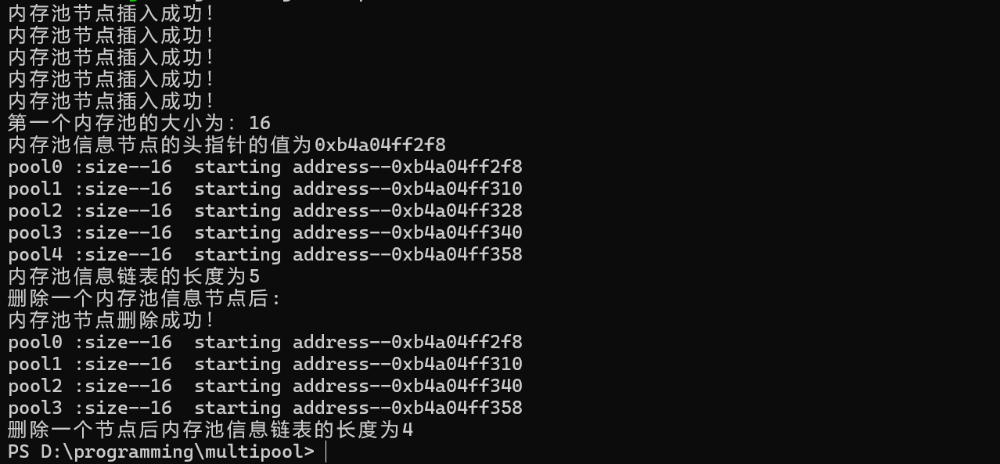 内存池节点插入成功!
内存池节点插入成功!
内存池节点插入成功!
内存池节点插入成功!
内存池节点插入成功!
第一个内存池的大小为: 16
内存池信息节点的头指针的值为0xb4a04ff2f8
pool0 :size--16  starting address--0xb4a04ff2f8
pool1 :size--16  starting address--0xb4a04ff310
pool2 :size--16  starting address--0xb4a04ff328
pool3 :size--16  starting address--0xb4a04ff340
pool4 :size--16  starting address--0xb4a04ff358
内存池信息链表的长度为5
删除一个内存池信息节点后:
内存池节点删除成功!
pool0 :size--16  starting address--0xb4a04ff2f8
pool1 :size--16  starting address--0xb4a04ff310
pool2 :size--16  starting address--0xb4a04ff340
pool3 :size--16  starting address--0xb4a04ff358
删除一个节点后内存池信息链表的长度为4
PS D:\programming\multipool>